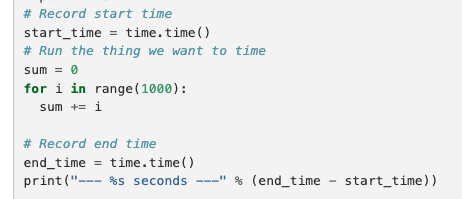 # Record start time
start_time = time.time()
# Run the thing we want to time
sum = 0
for i in range(1000):
  sum += i

# Record end time
end_time = time.time()
print("--- %s seconds ---" % (end_time - start_time))